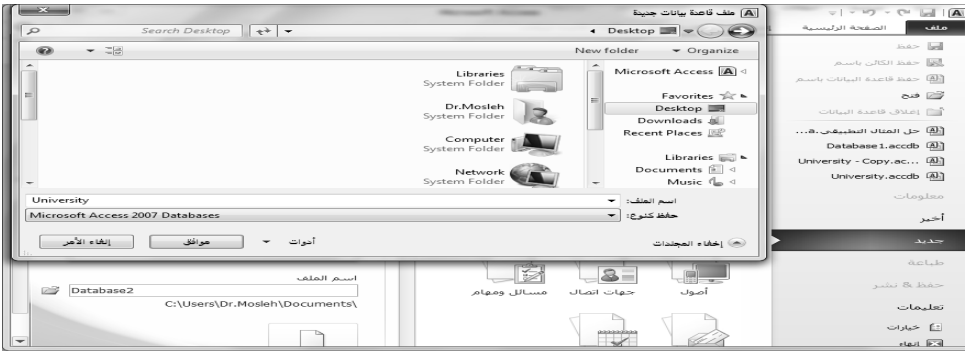 ملف قاعدة بيانات جديدة
Desktop
Search Desktop
Organize
New folder
Microsoft Access
Favorites
Desktop
Downloads
Recent Places
Libraries
Documents
Music
Libraries
System Folder
Dr.Mosleh
System Folder
Computer
System Folder
Network
System Folder
اسم الملف:
University
حفظ كنوع:
Microsoft Access 2007 Databases
إخفاء المجلدات
أدوات
موافق
إلغاء الأمر
ملف
الصفحة الرئيسية
حفظ
حفظ الكائن باسم
حفظ قاعدة البيانات باسم
فتح
إغلاق قاعدة البيانات
حل المثال التطبيقي.a...
Database1.accdb
University - Copy.ac...
University.accdb
معلومات
أخير
جديد
طباعة
حفظ & نشر
تعليمات
خيارات
إنهاء
أصول
جهات اتصال
مسائل ومهام
اسم الملف
Database2
C:\Users\Dr.Mosleh\Documents\